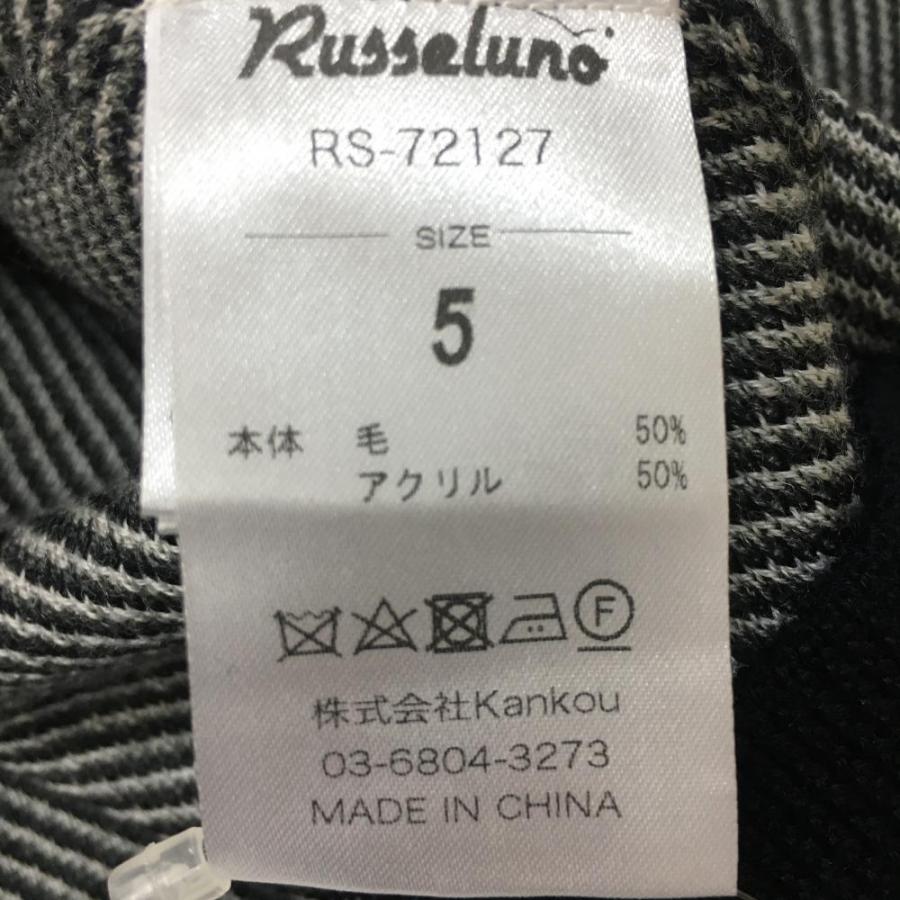 Russeluno
RS-72127
SIZE
5
本体 毛 50%
アクリル 50%
F
株式会社Kankou
03-6804-3273
MADE IN CHINA